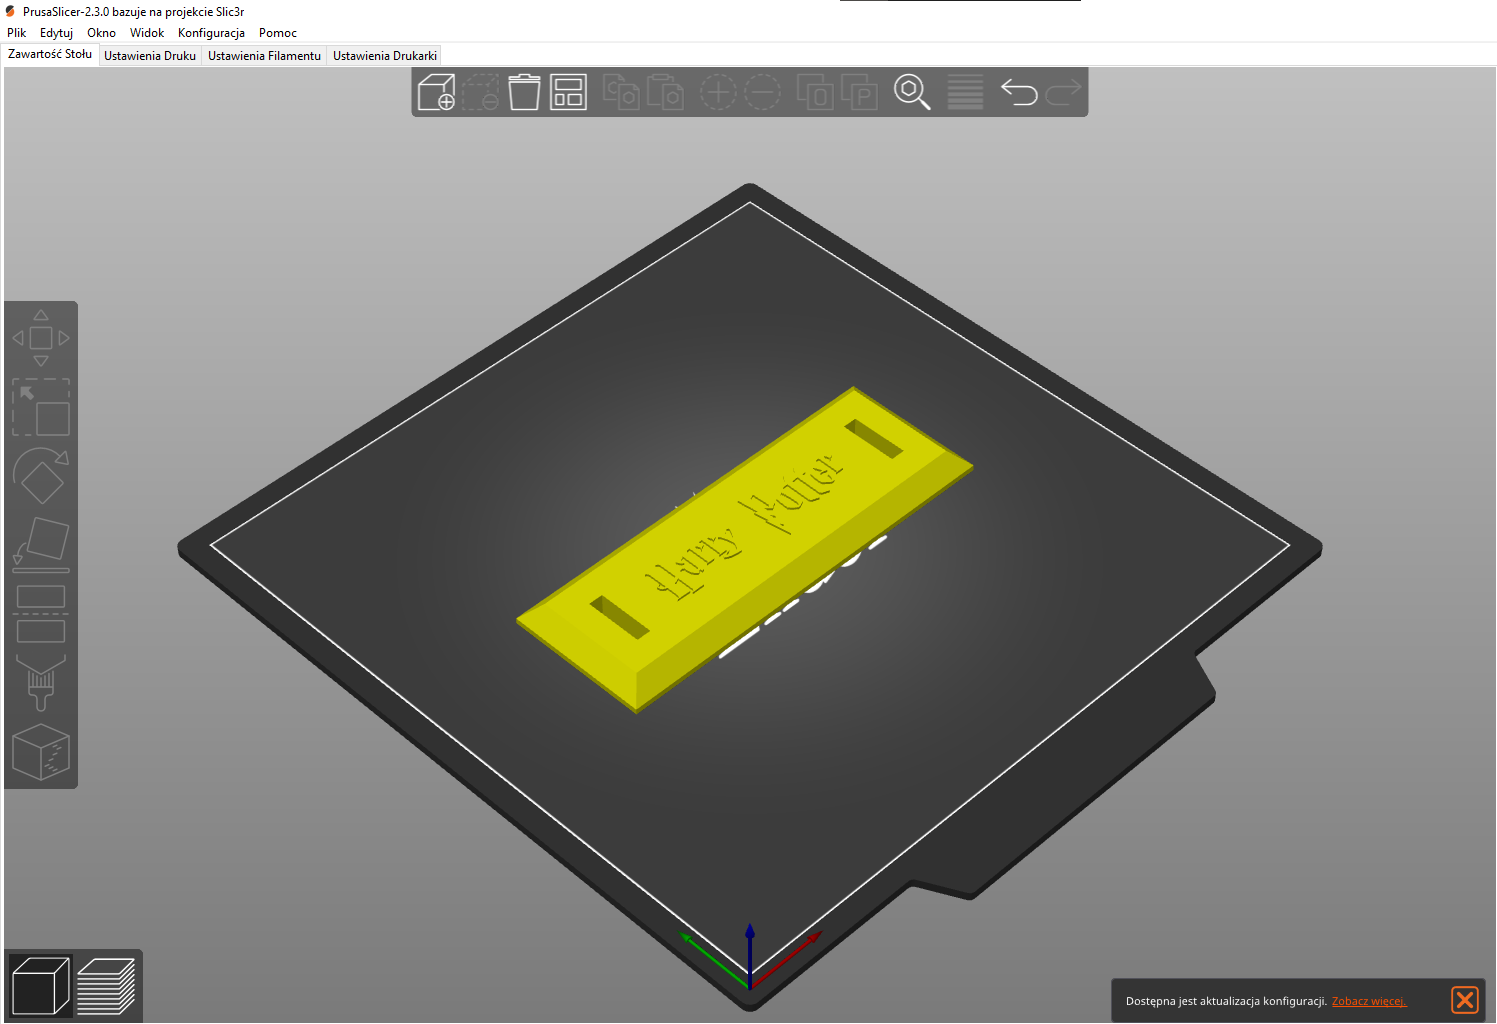 PrusaSlicer-2.3.0 bazuje na projekcie Slic3r
Plik Edytuj Okno Widok Konfiguracja Pomoc
Zawartość Stołu Ustawienia Druku Ustawienia Filamentu Ustawienia Drukarki
Harry Potter
Dostępna jest aktualizacja konfiguracji. Zobacz więcej.